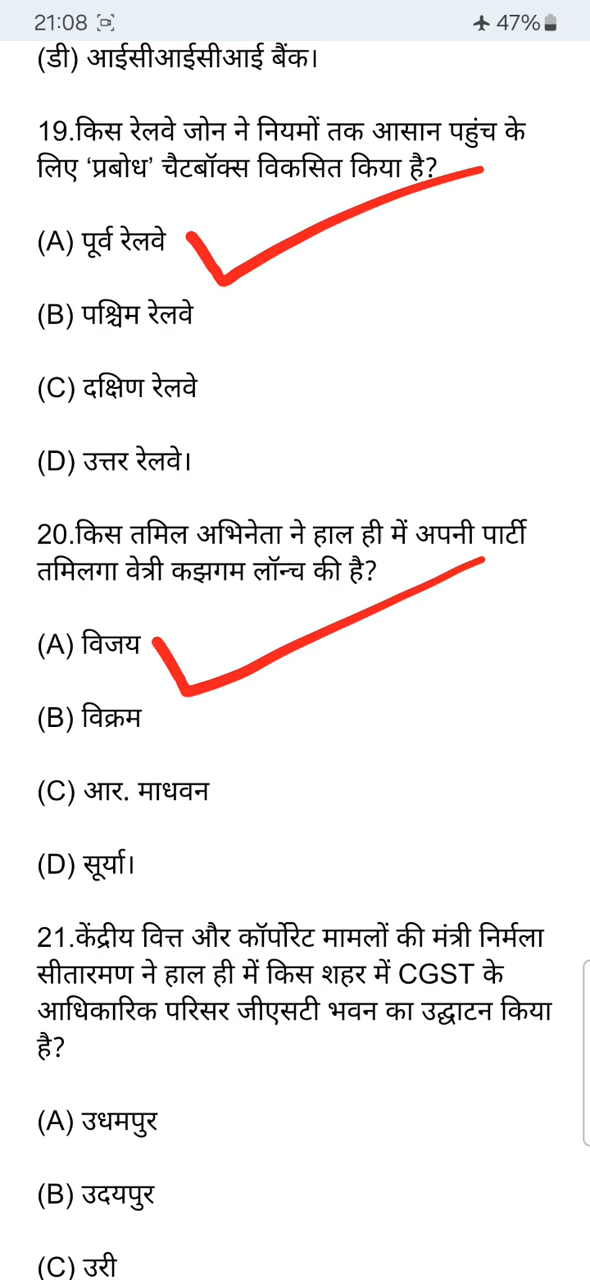 21:08
47%
(डी) आईसीआईसीआई बैंक।
19.किस रेलवे जोन ने नियमों तक आसान पहुंच के
लिए ‘प्रबोध’ चैटबॉक्स विकसित किया है?
(A) पूर्व रेलवे
(B) पश्चिम रेलवे
(C) दक्षिण रेलवे
(D) उत्तर रेलवे।
20.किस तमिल अभिनेता ने हाल ही में अपनी पार्टी
तमिलगा वेत्री कझगम लॉन्च की है?
(A) विजय
(B) विक्रम
(C) आर. माधवन
(D) सूर्या।
21.केंद्रीय वित्त और कॉर्पोरेट मामलों की मंत्री निर्मला
सीतारमण ने हाल ही में किस शहर में CGST के
आधिकारिक परिसर जीएसटी भवन का उद्घाटन किया
है?
(A) उधमपुर
(B) उदयपुर
(C) उरी